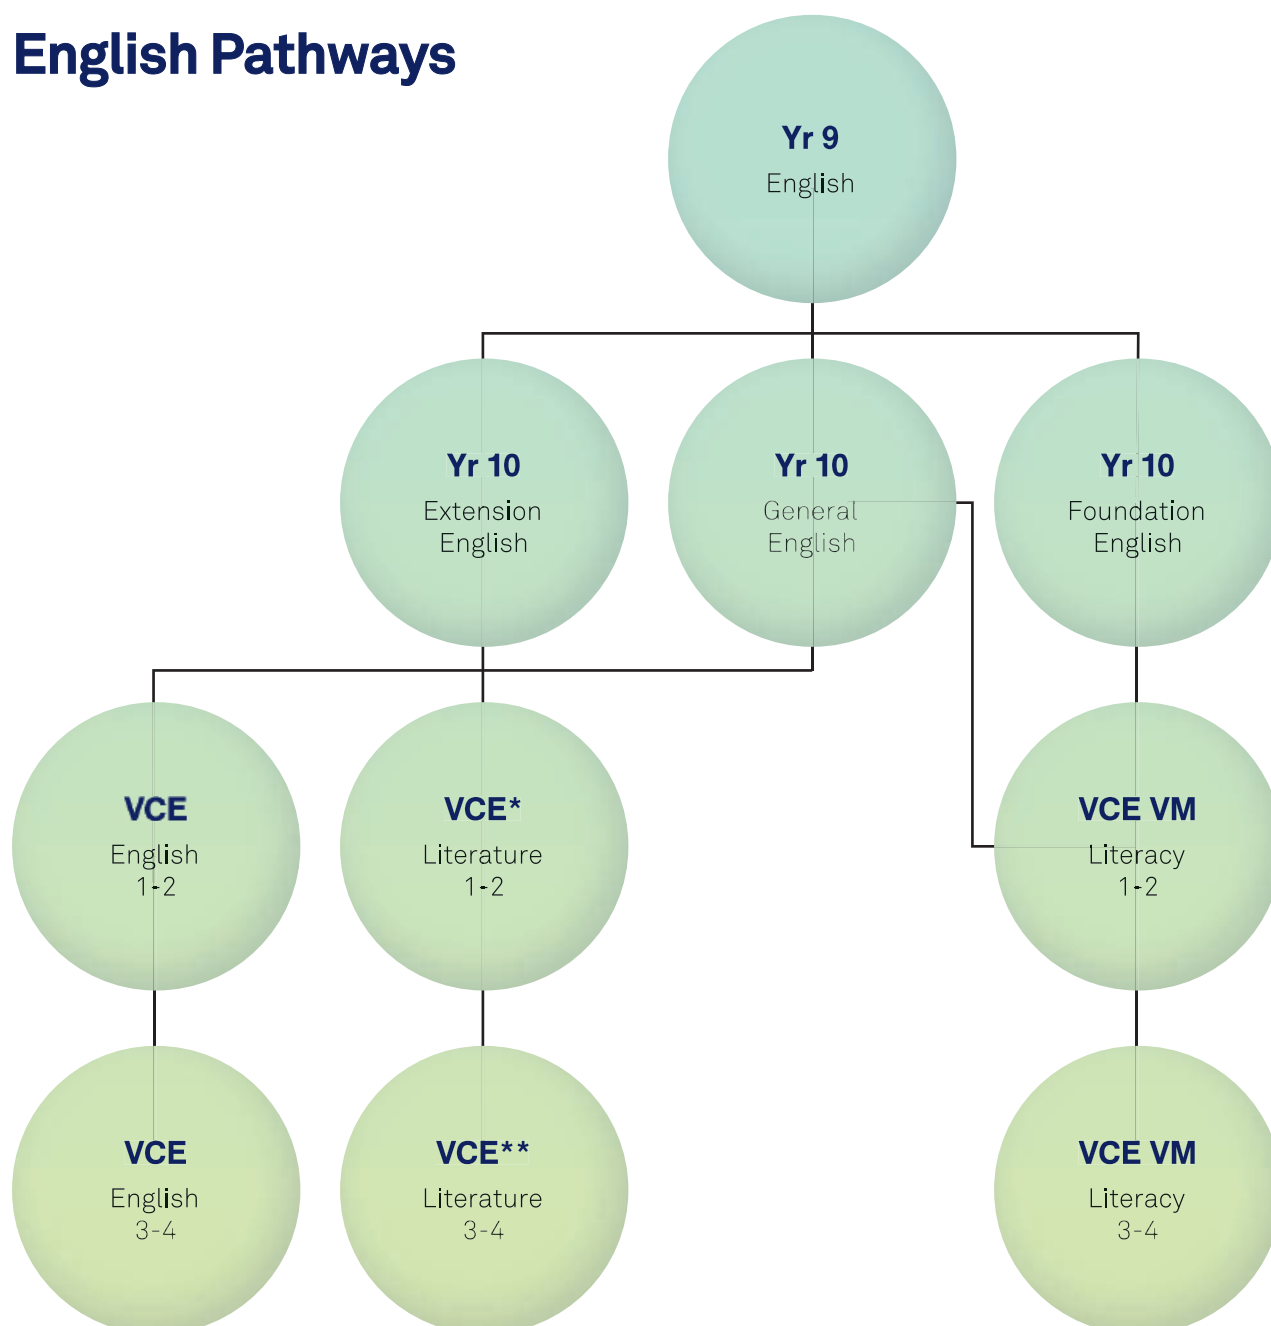 English Pathways
Yr 9
English
Yr 10
Extension
English
Yr 10
General
English
Yr 10
Foundation
English
VCE
English
1-2
VCE*
Literature
1-2
VCE VM
Literacy
1-2
VCE
English
3-4
VCE**
Literature
3-4
VCE VM
Literacy
3-4